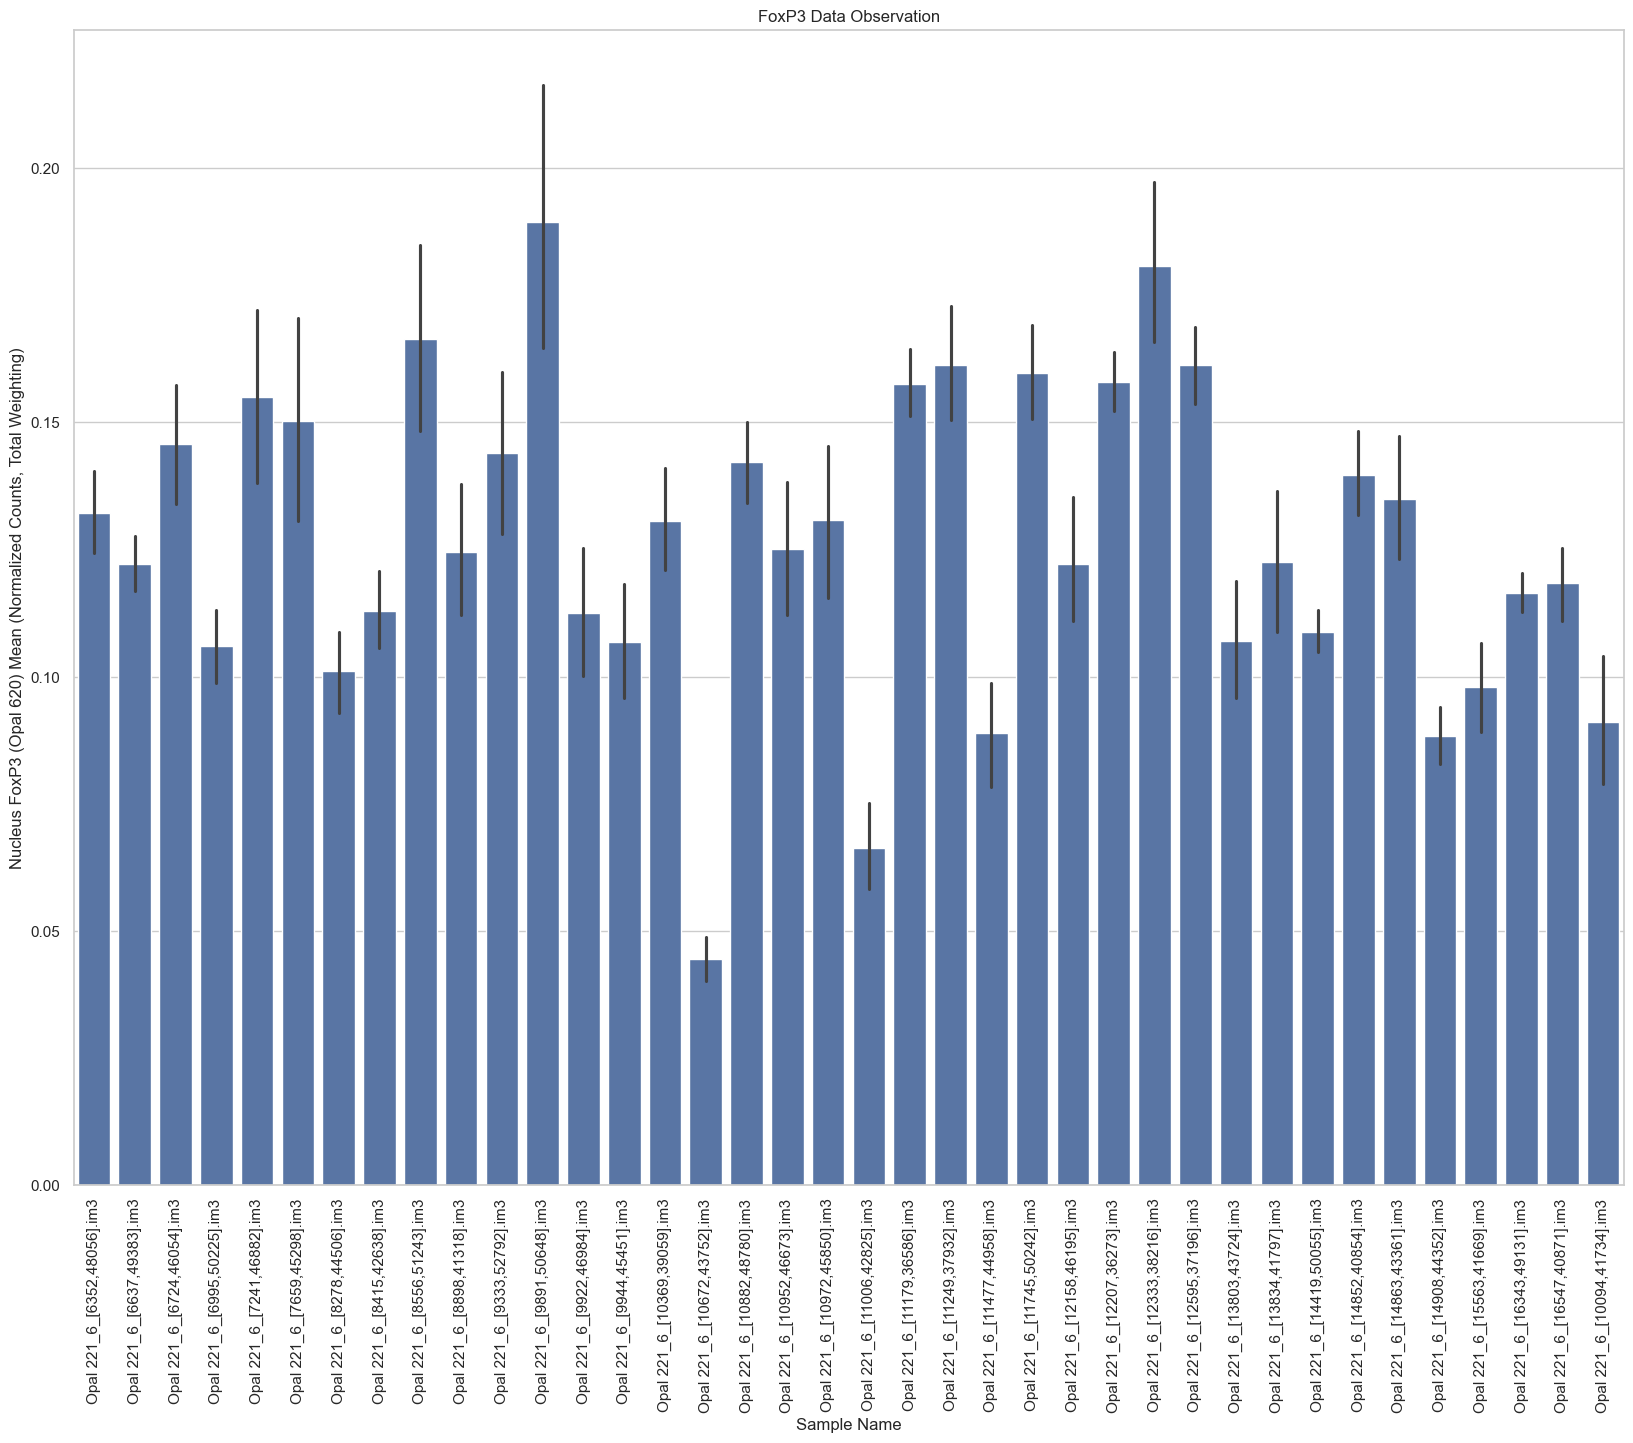 FoxP3 Data Observation
Nucleus FoxP3 (Opal 620) Mean (Normalized Counts, Total Weighting)
0.20
0.15
0.10
0.05
0.00
Opal 221_6_[6352,48056].im3
Opal 221_6_[6637,49383].im3
Opal 221_6_[6724,46054].im3
Opal 221_6_[6995,50225].im3
Opal 221_6_[7241,46882].im3
Opal 221_6_[7659,45298].im3
Opal 221_6_[8278,44506].im3
Opal 221_6_[8415,42638].im3
Opal 221_6_[8556,51243].im3
Opal 221_6_[8898,41318].im3
Opal 221_6_[9333,52792].im3
Opal 221_6_[9891,50648].im3
Opal 221_6_[9922,46984].im3
Opal 221_6_[9944,45451].im3
Opal 221_6_[10369,39059].im3
Opal 221_6_[10672,43752].im3
Opal 221_6_[10882,48780].im3
Opal 221_6_[10952,46673].im3
Opal 221_6_[10972,45850].im3
Opal 221_6_[11006,42825].im3
Opal 221_6_[11179,36586].im3
Opal 221_6_[11249,37932].im3
Opal 221_6_[11477,44958].im3
Opal 221_6_[11745,50242].im3
Opal 221_6_[12158,46195].im3
Opal 221_6_[12207,36273].im3
Opal 221_6_[12333,38216].im3
Opal 221_6_[12595,37196].im3
Opal 221_6_[13803,43724].im3
Opal 221_6_[13834,41797].im3
Opal 221_6_[14419,50055].im3
Opal 221_6_[14852,40854].im3
Opal 221_6_[14863,43361].im3
Opal 221_6_[14908,44352].im3
Opal 221_6_[15563,41669].im3
Opal 221_6_[16343,49131].im3
Opal 221_6_[16547,40871].im3
Opal 221_6_[10094,41734].im3
Sample Name